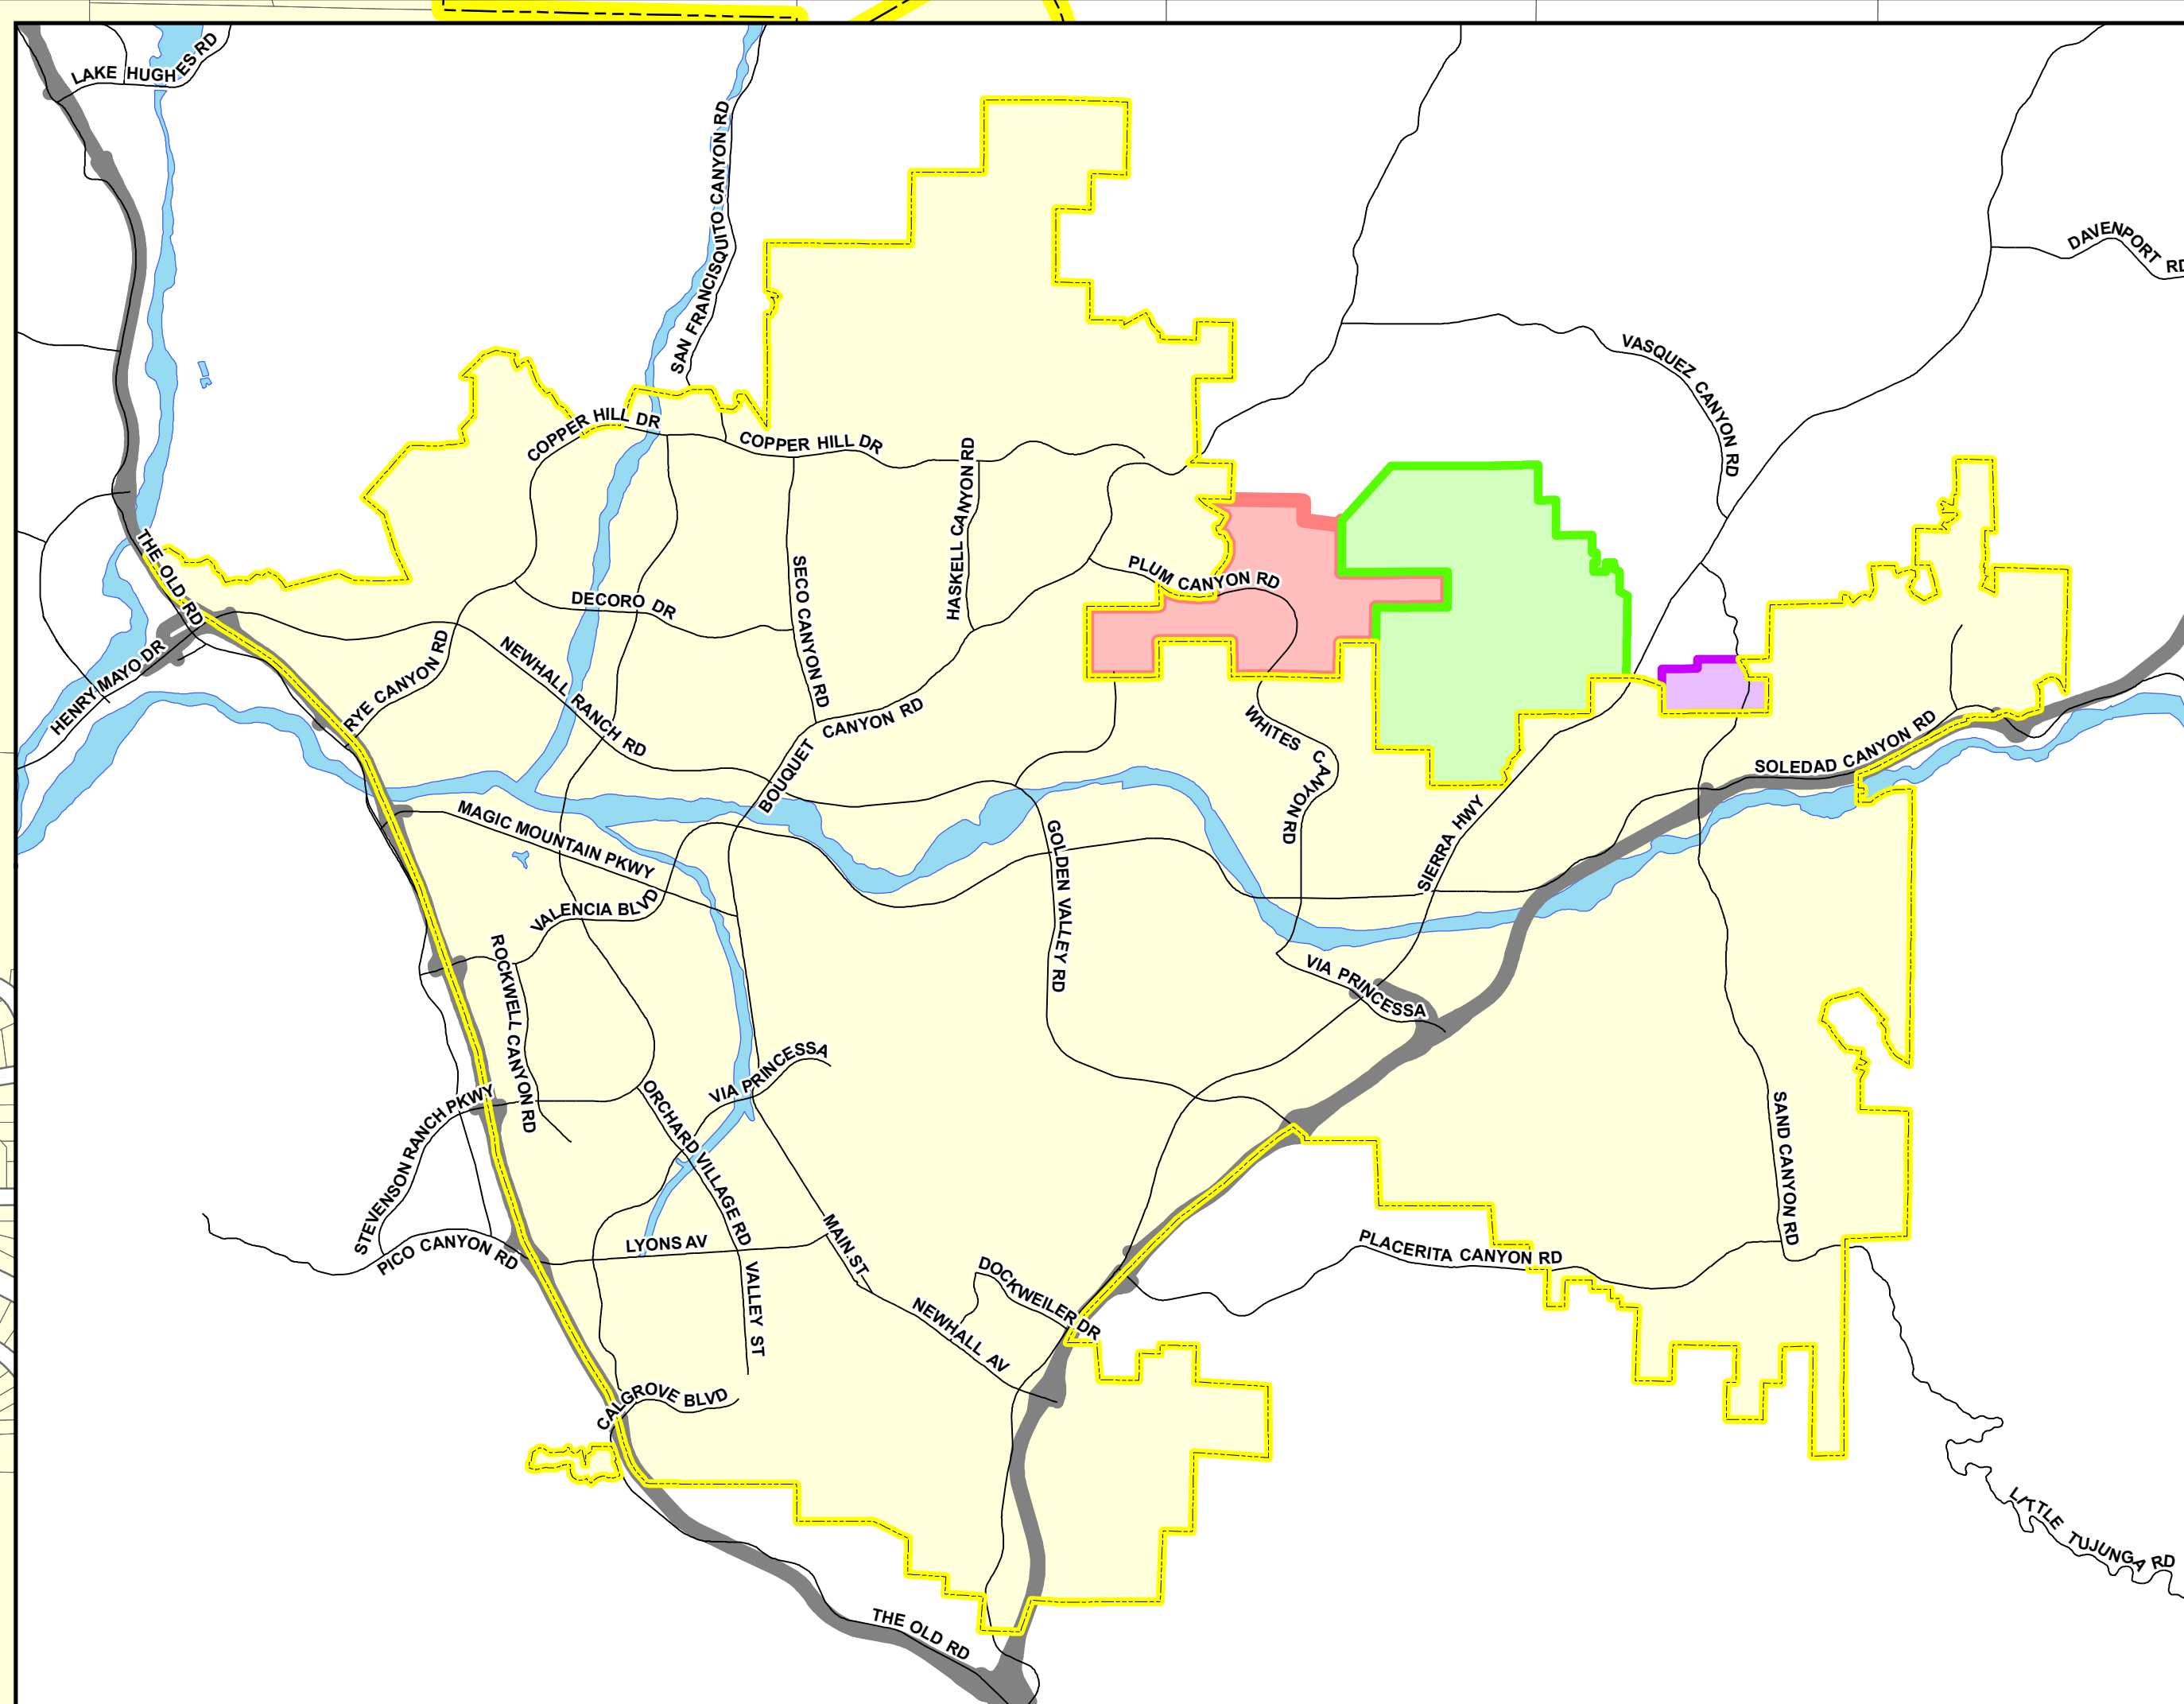 LAKE HUGHES RD
SAN FRANCISQUITO CANYON RD
DAVENPORT RD
VASQUEZ CANYON RD
COPPER HILL DR
COPPER HILL DR
HASKELL CANYON RD
THE OLD RD
SECO CANYON RD
PLUM CANYON RD
DECORO DR
HENRY MAYO DR
RYE CANYON RD
NEWHALL RANCH RD
BOUQUET CANYON RD
WHITES CANYON RD
SOLEDAD CANYON RD
MAGIC MOUNTAIN PKWY
GOLDEN VALLEY RD
SIERRA HWY
VALENCIA BLVD
ROCKWELL CANYON RD
VIA PRINCESSA
VIA PRINCESSA
STEVENSON RANCH PKWY
ORCHARD VILLAGE RD
SAND CANYON RD
PICO CANYON RD
LYONS AV
MAIN ST
PLACERITA CANYON RD
VALLEY ST
DOCKWEILER DR
NEWHALL AV
CALGROVE BLVD
LITTLE TUJUNGA RD
THE OLD RD